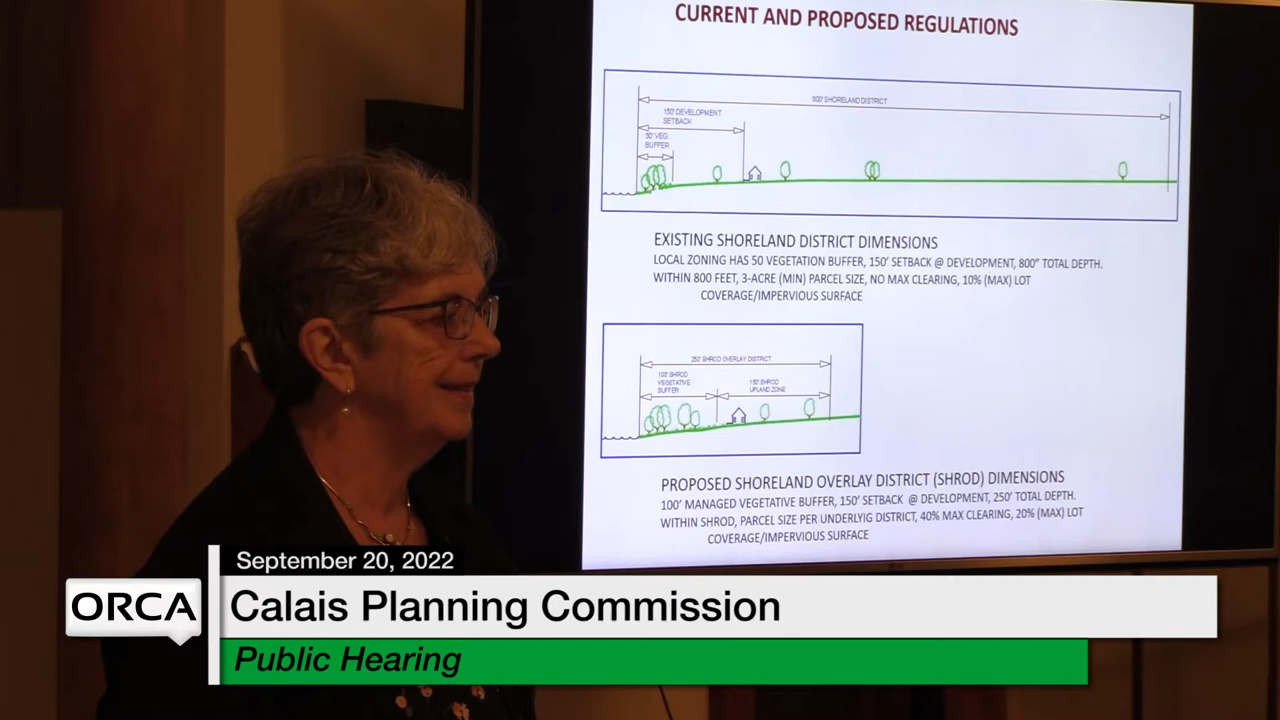 CURRENT AND PROPOSED REGULATIONS
800' SHORELAND DISTRICT
150' DEVELOPMENT
SETBACK
50' VEG.
BUFFER
EXISTING SHORELAND DISTRICT DIMENSIONS
LOCAL ZONING HAS 50 VEGETATION BUFFER, 150' SETBACK @ DEVELOPMENT, 800" TOTAL DEPTH.
WITHIN 800 FEET, 3-ACRE (MIN) PARCEL SIZE, NO MAX CLEARING, 10% (MAX) LOT
COVERAGE/IMPERVIOUS SURFACE
250' SHROD OVERLAY DISTRICT
100' SHROD
VEGETATIVE
BUFFER
150' SHROD
UPLAND ZONE
PROPOSED SHORELAND OVERLAY DISTRICT (SHROD) DIMENSIONS
100' MANAGED VEGETATIVE BUFFER, 150' SETBACK @ DEVELOPMENT, 250' TOTAL DEPTH.
WITHIN SHROD, PARCEL SIZE PER UNDERLYIG DISTRICT, 40% MAX CLEARING, 20% (MAX) LOT
COVERAGE/IMPERVIOUS SURFACE
September 20, 2022
ORCA
Calais Planning Commission
Public Hearing